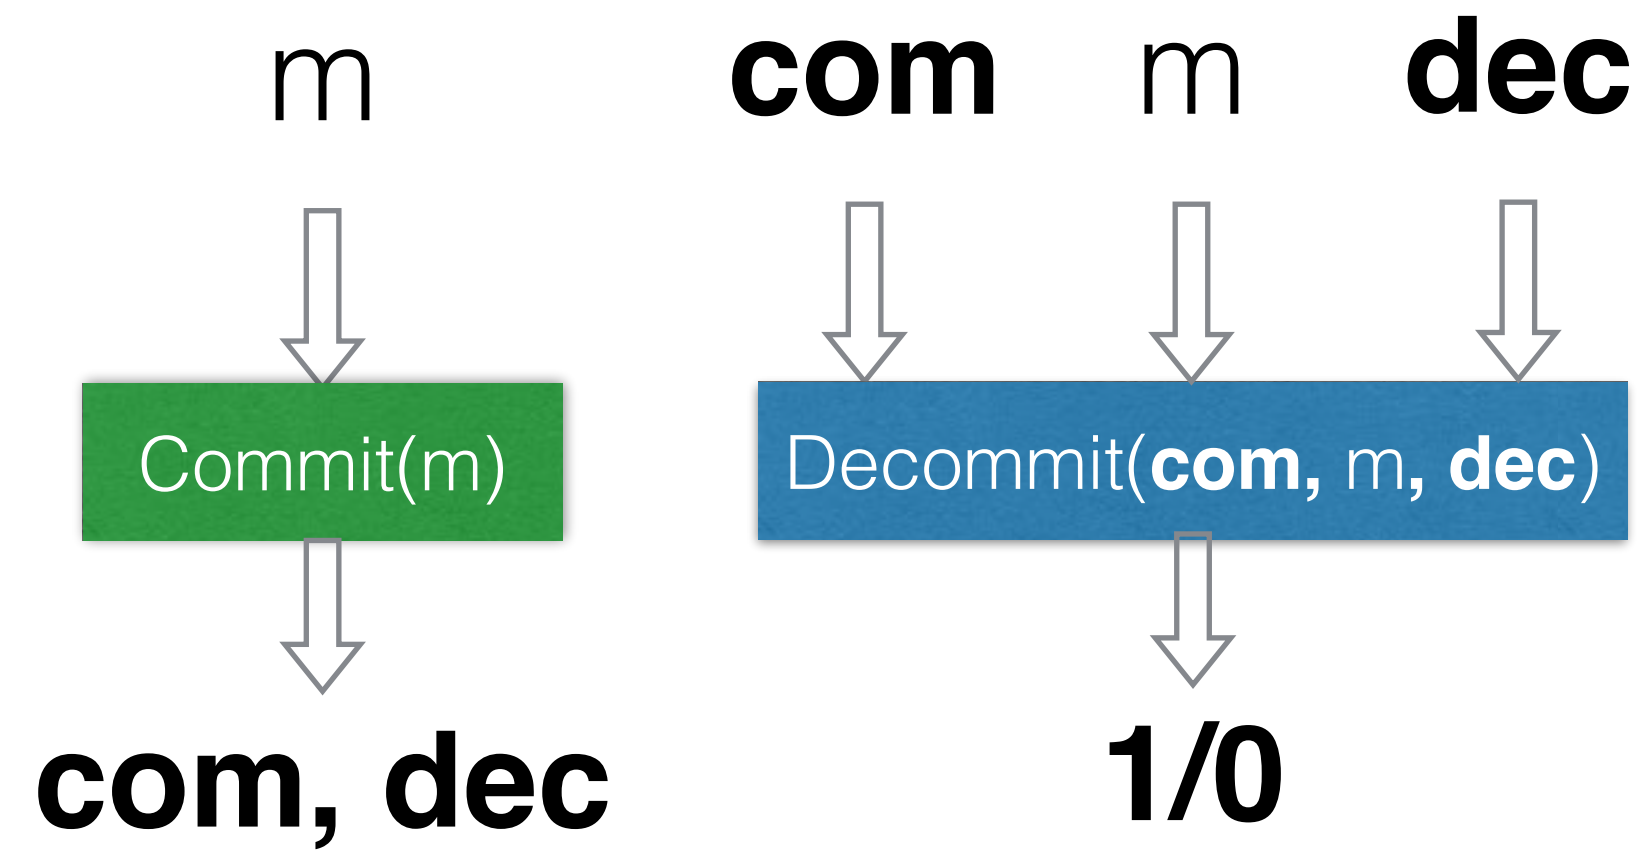 m
Commit(m)
com, dec
com m dec
Decommit(com, m, dec)
1/0